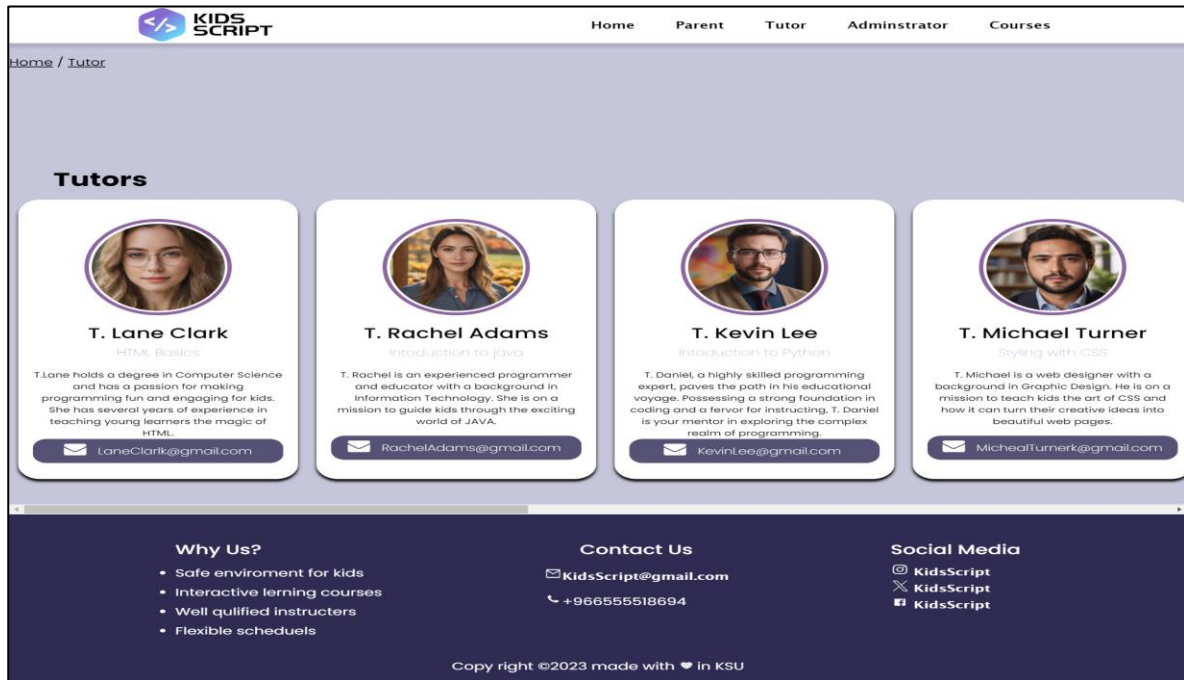 </> KIDS
SCRIPT
Home Parent Tutor Adminstrator Courses
Home / Tutor
Tutors
T. Lane Clark
HTML Basics
T.Lane holds a degree in Computer Science
and has a passion for making
programming fun and engaging for kids.
She has several years of experience in
teaching young learners the magic of
HTML.
LaneClarlk@gmail.com
T. Rachel Adams
Intoduction to java
T. Rachel is an experienced programmer
and educator with a background in
Information Technology. She is on a
mission to guide kids through the exciting
world of JAVA.
RachelAdams@gmail.com
T. Kevin Lee
Intoduction to Python
T. Daniel, a highly skilled programming
expert, paves the path in his educational
voyage. Possessing a strong foundation in
coding and a fervor for instructing, T. Daniel
is your mentor in exploring the complex
realm of programming.
KevinLee@gmail.com
T. Michael Turner
Styling with CSS
T. Michael is a web designer with a
background in Graphic Design. He is on a
mission to teach kids the art of CSS and
how it can turn their creative ideas into
beautiful web pages.
MichealTurnerk@gmail.com
Why Us?
• Safe enviroment for kids
• Interactive lerning courses
• Well qulified instructers
• Flexible scheduels
Contact Us
KidsScript@gmail.com
+966555518694
Social Media
KidsScript
KidsScript
KidsScript
Copy right ©2023 made with ❤ in KSU